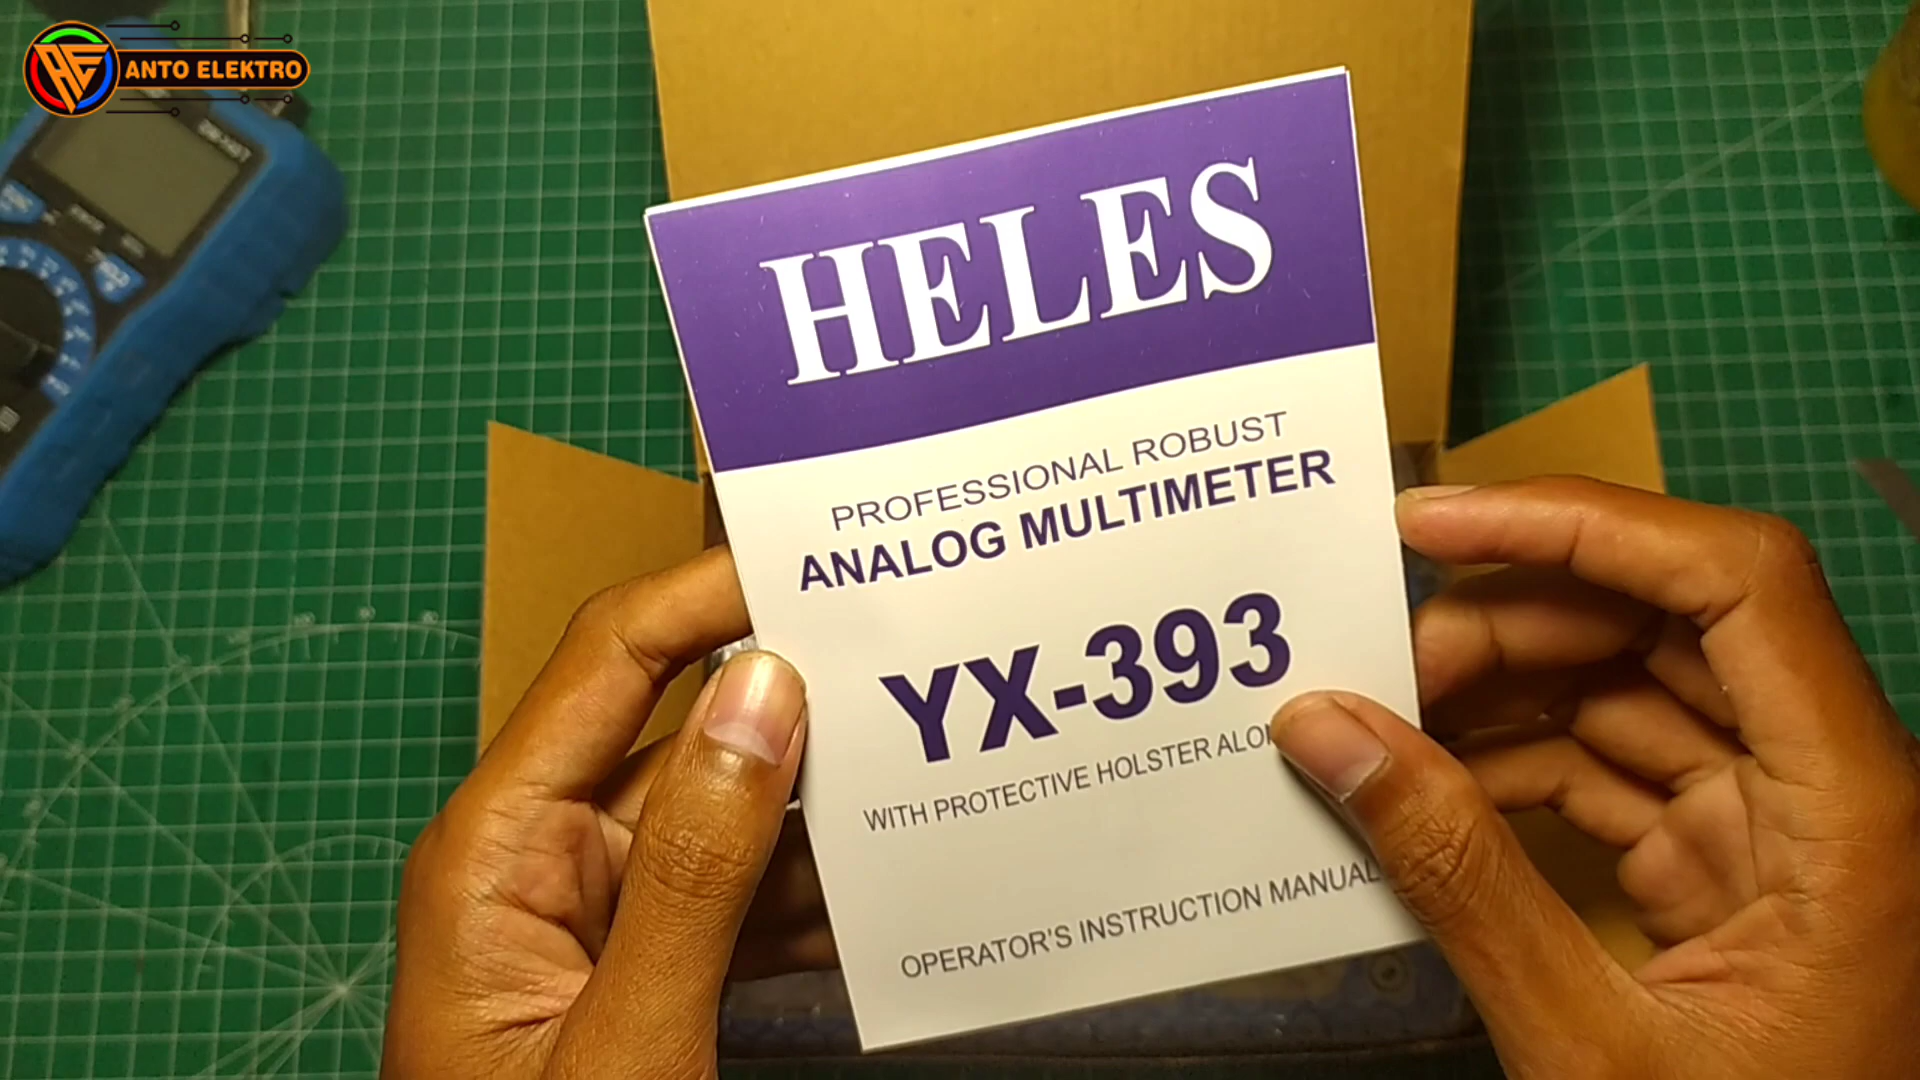 ANTO ELEKTRO
HELES
PROFESSIONAL ROBUST
ANALOG MULTIMETER
YX-393
WITH PROTECTIVE HOLSTER
OPERATOR'S INSTRUCTION MANUAL